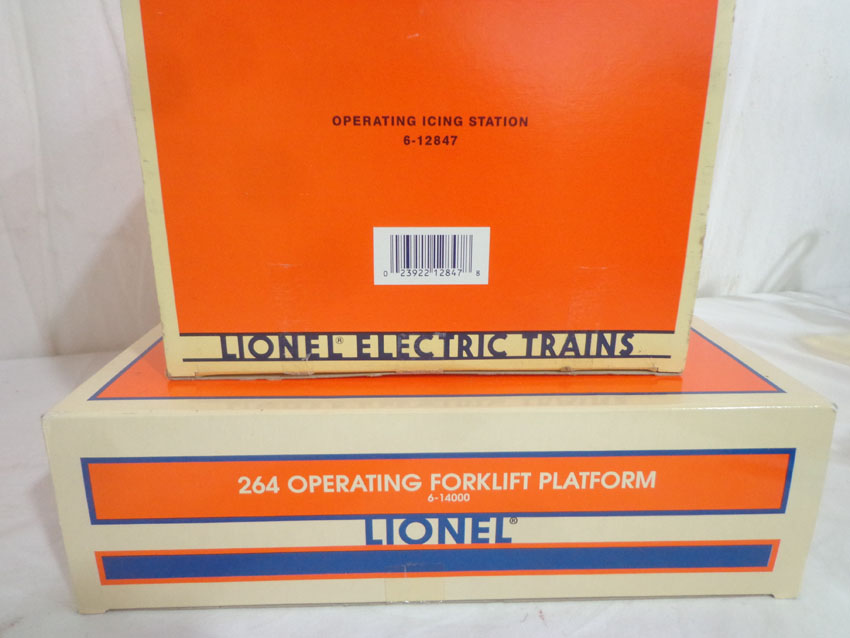 OPERATING ICING STATION
6-12847
0 23922 12847 8
LIONEL® ELECTRIC TRAINS
264 OPERATING FORKLIFT PLATFORM
6-14000
LIONEL®